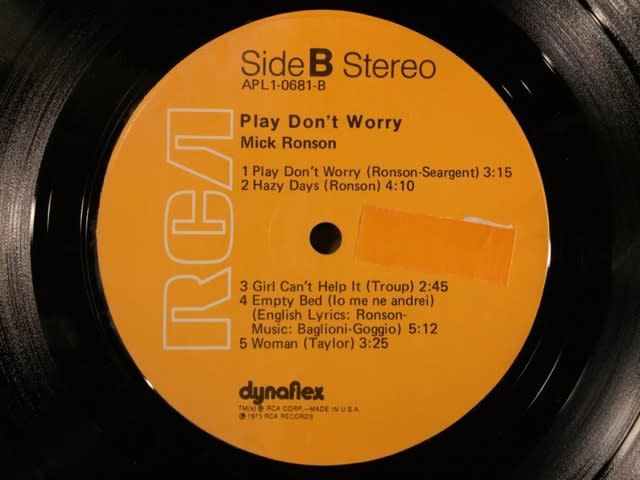 Side B Stereo
APL1-0681-B
RCA
Play Don't Worry
Mick Ronson
1 Play Don't Worry (Ronson-Seargent) 3:15
2 Hazy Days (Ronson) 4:10
3 Girl Can't Help It (Troup) 2:45
4 Empty Bed (Io me ne andrei)
(English Lyrics: Ronson-
Music: Baglioni-Goggio) 5:12
5 Woman (Taylor) 3:25
dynaflex
TM(s) ® RCA CORP.—MADE IN U.S.A.
℗ 1975 RCA RECORDS